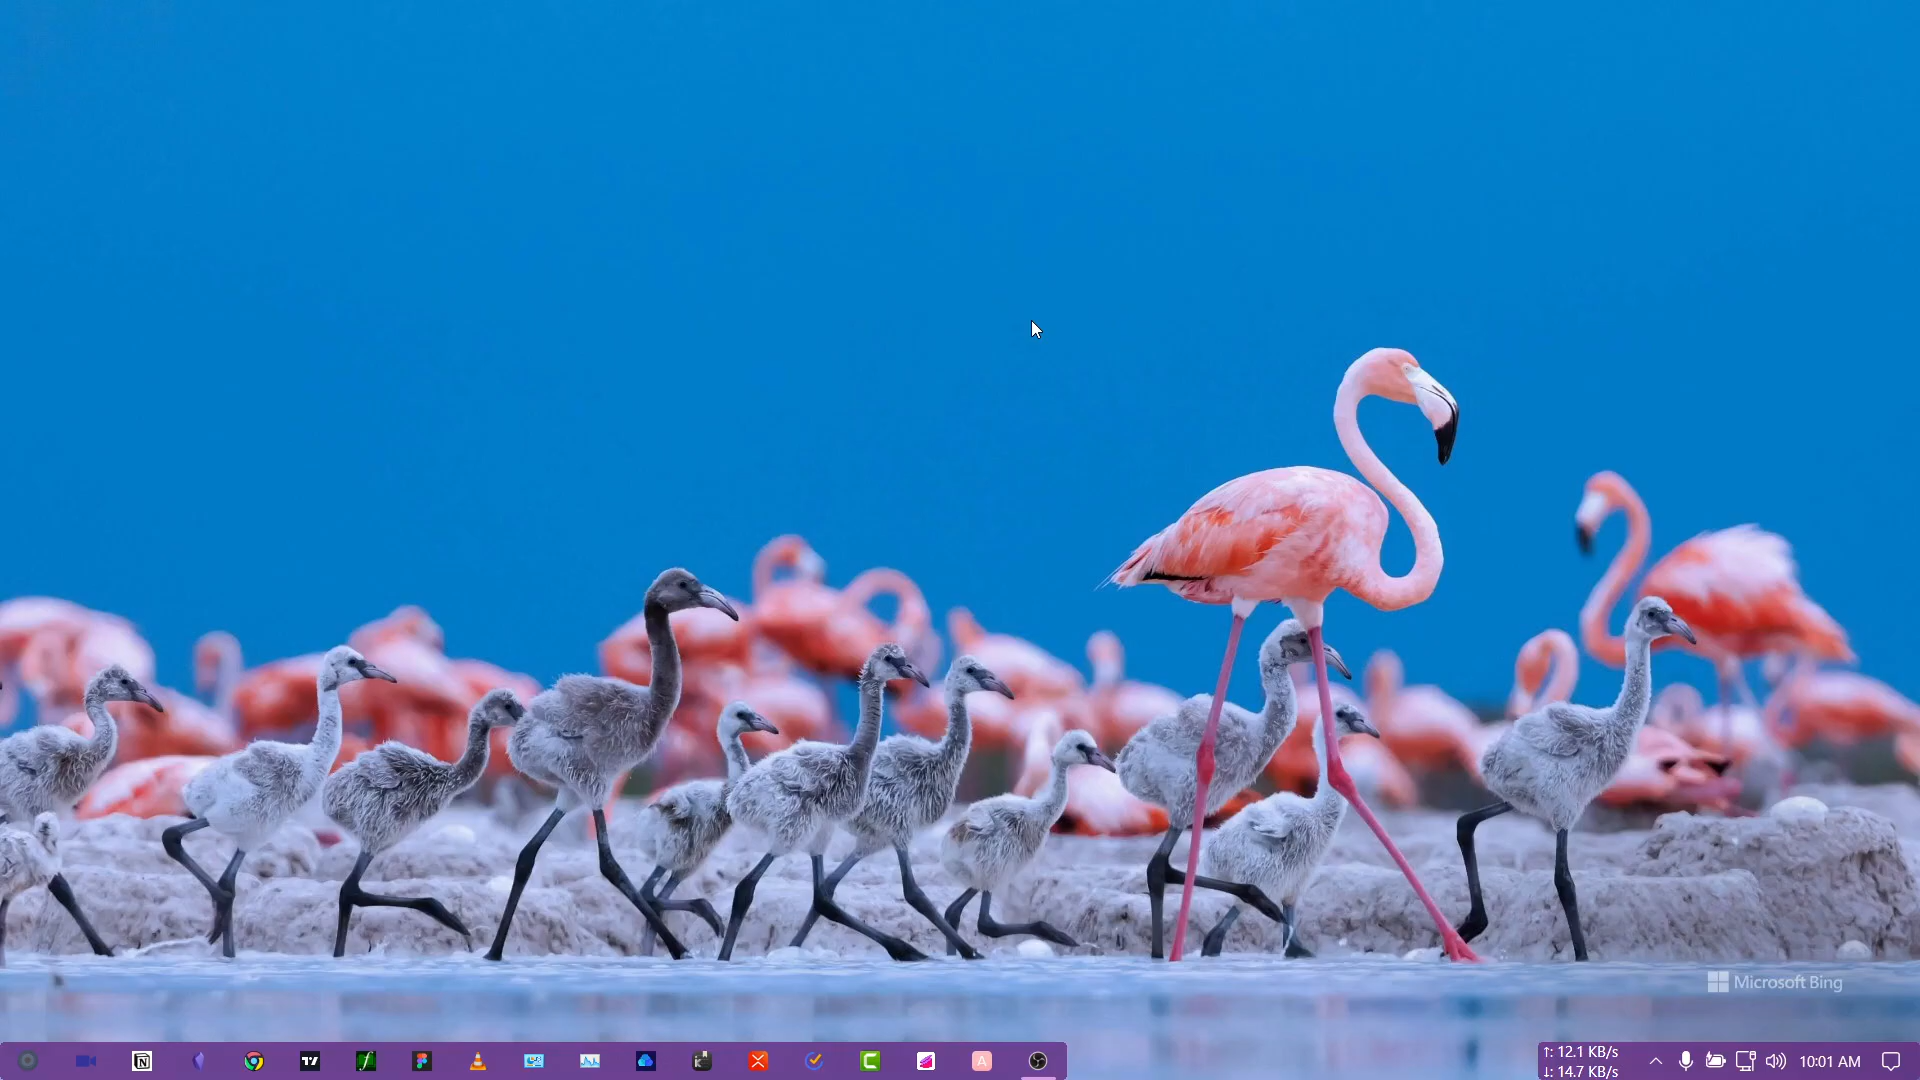 Microsoft Bing
↑: 12.1 KB/s
↓: 14.7 KB/s
10:01 AM